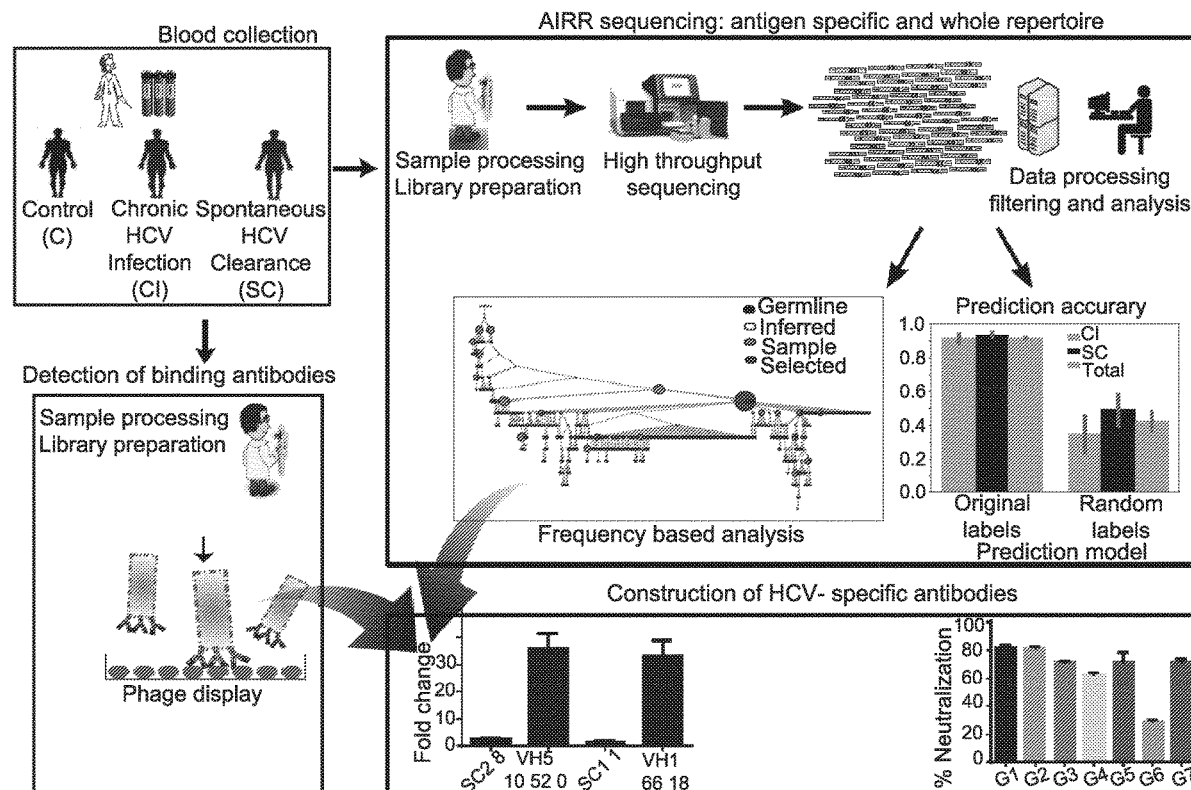 Blood collection
Control
(C)
Chronic
HCV
Infection
(CI)
Spontaneous
HCV
Clearance
(SC)
AIRR sequencing: antigen specific and whole repertoire
Sample processing
Library preparation
High throughput
sequencing
Data processing
filtering and analysis
Germline
Inferred
Sample
Selected
Frequency based analysis
Prediction accurary
1.0
0.8
0.6
0.4
0.2
0.0
CI
SC
Total
Original
labels
Random
labels
Prediction model
Detection of binding antibodies
Sample processing
Library preparation
Phage display
Construction of HCV- specific antibodies
Fold change
30
20
10
0
SC2 8
VH5
10 52 0
SC1 1
VH1
66 18
% Neutralization
100
80
60
40
20
0
G1
G2
G3
G4
G5
G6
G7